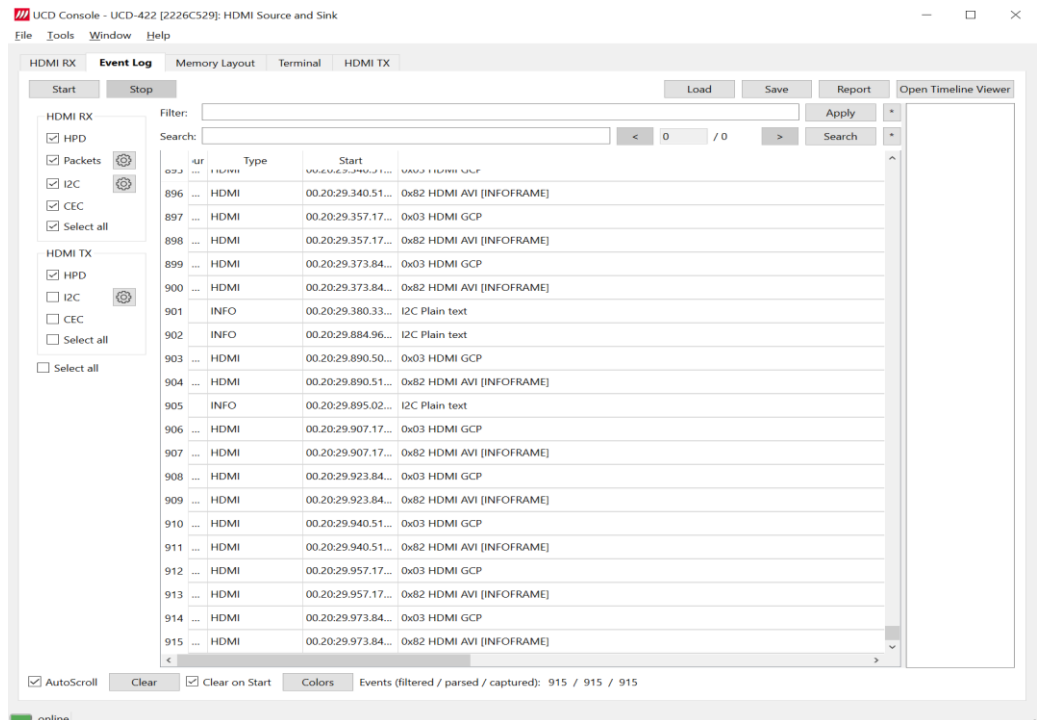 UCD Console - UCD-422 [2226C529]: HDMI Source and Sink
File Tools Window Help
HDMI RX Event Log Memory Layout Terminal HDMI TX
Start Stop Load Save Report Open Timeline Viewer
HDMI RX
HPD
Packets
I2C
CEC
Select all
HDMI TX
HPD
I2C
CEC
Select all
Select all
Filter: Apply *
Search: < 0 / 0 > Search *
Type Start
896 ... HDMI 00.20:29.340.51... 0x82 HDMI AVI [INFOFRAME]
897 ... HDMI 00.20:29.357.17... 0x03 HDMI GCP
898 ... HDMI 00.20:29.357.17... 0x82 HDMI AVI [INFOFRAME]
899 ... HDMI 00.20:29.373.84... 0x03 HDMI GCP
900 ... HDMI 00.20:29.373.84... 0x82 HDMI AVI [INFOFRAME]
901 INFO 00.20:29.380.33... I2C Plain text
902 INFO 00.20:29.884.96... I2C Plain text
903 ... HDMI 00.20:29.890.50... 0x03 HDMI GCP
904 ... HDMI 00.20:29.890.51... 0x82 HDMI AVI [INFOFRAME]
905 INFO 00.20:29.895.02... I2C Plain text
906 ... HDMI 00.20:29.907.17... 0x03 HDMI GCP
907 ... HDMI 00.20:29.907.17... 0x82 HDMI AVI [INFOFRAME]
908 ... HDMI 00.20:29.923.84... 0x03 HDMI GCP
909 ... HDMI 00.20:29.923.84... 0x82 HDMI AVI [INFOFRAME]
910 ... HDMI 00.20:29.940.51... 0x03 HDMI GCP
911 ... HDMI 00.20:29.940.51... 0x82 HDMI AVI [INFOFRAME]
912 ... HDMI 00.20:29.957.17... 0x03 HDMI GCP
913 ... HDMI 00.20:29.957.17... 0x82 HDMI AVI [INFOFRAME]
914 ... HDMI 00.20:29.973.84... 0x03 HDMI GCP
915 ... HDMI 00.20:29.973.84... 0x82 HDMI AVI [INFOFRAME]
AutoScroll Clear Clear on Start Colors Events (filtered / parsed / captured): 915 / 915 / 915
online